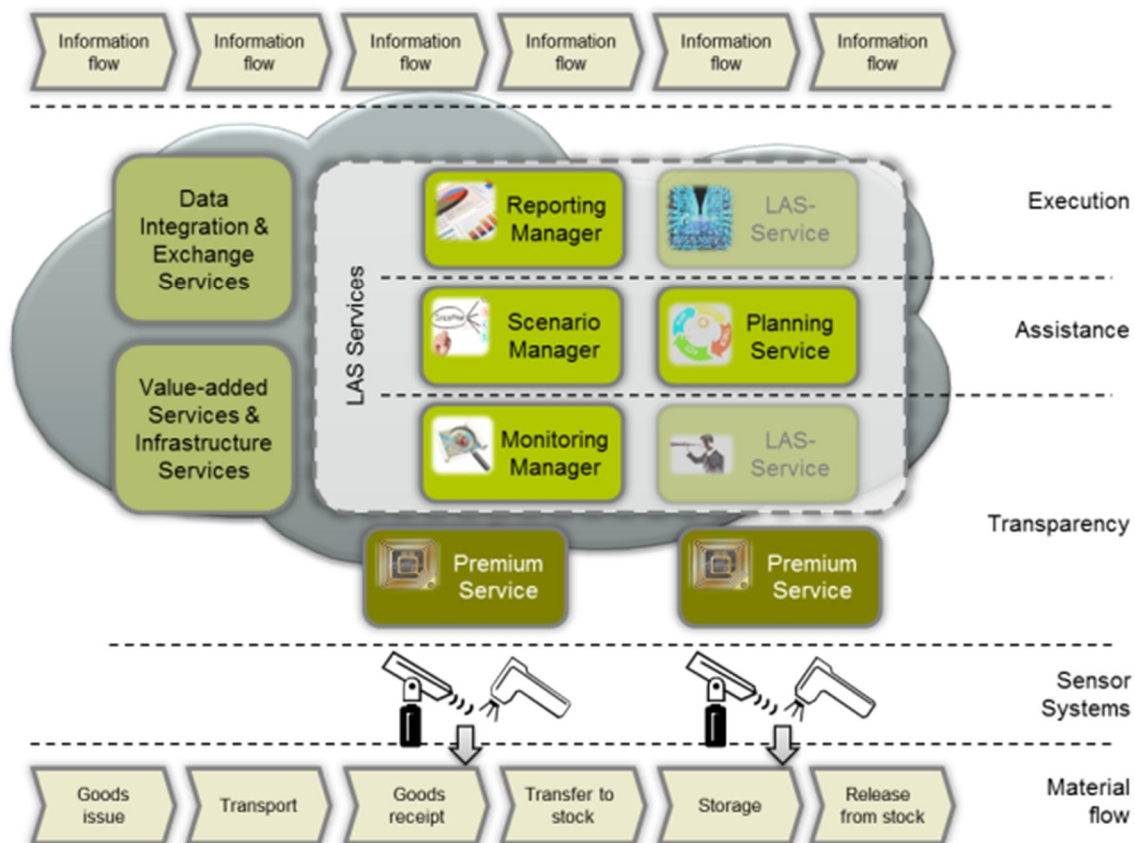 Information
flow
Information
flow
Information
flow
Information
flow
Information
flow
Information
flow
Data
Integration &
Exchange
Services
Value-added
Services &
Infrastructure
Services
LAS Services
Reporting
Manager
LAS-
Service
Execution
Scenario
Manager
Planning
Service
Assistance
Monitoring
Manager
LAS-
Service
Transparency
Premium
Service
Premium
Service
Sensor
Systems
Goods
issue
Transport
Goods
receipt
Transfer to
stock
Storage
Release
from stock
Material
flow